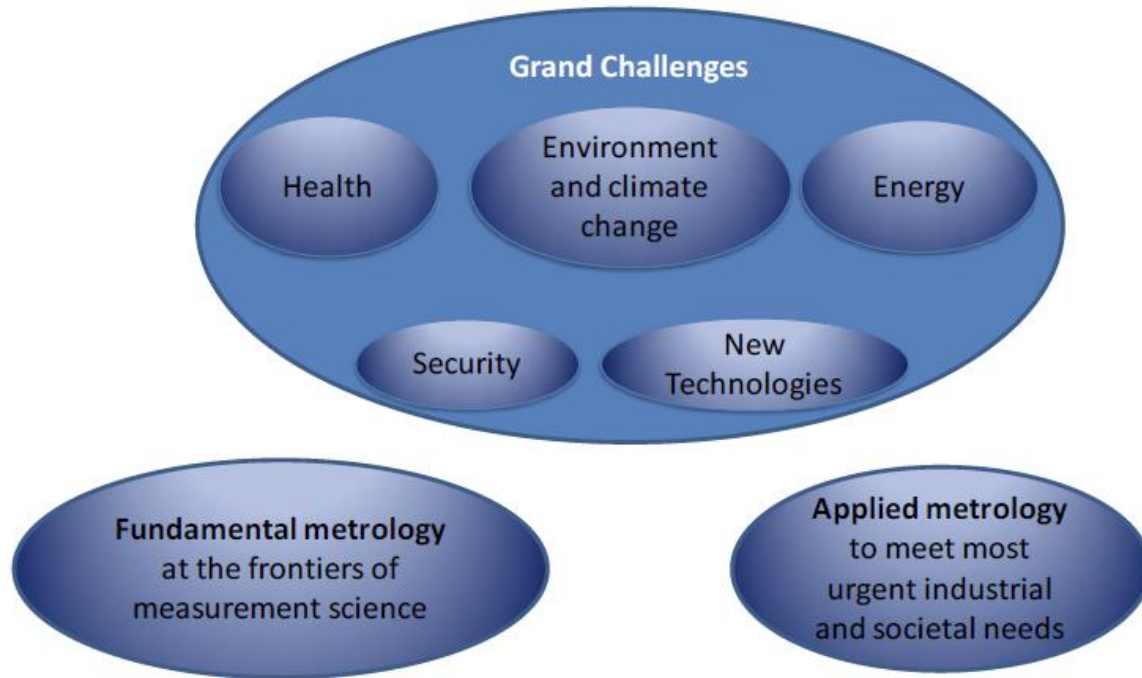 Grand Challenges
Health
Environment
and climate
change
Energy
Security
New
Technologies
Fundamental metrology
at the frontiers of
measurement science
Applied metrology
to meet most
urgent industrial
and societal needs